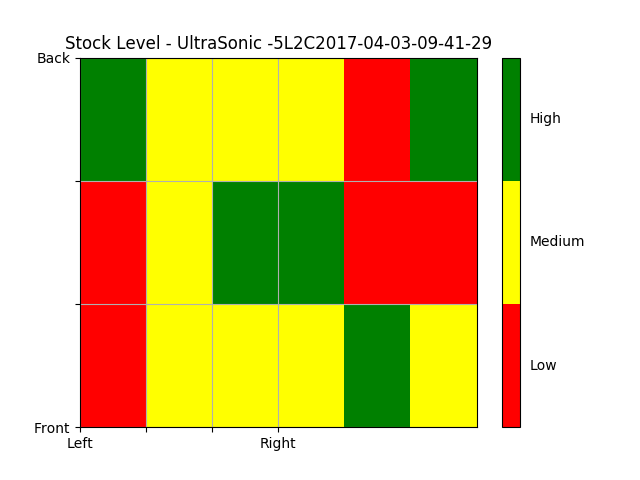 Stock Level - UltraSonic -5L2C2017-04-03-09-41-29
Back
High
Medium
Low
Front
Left
Right